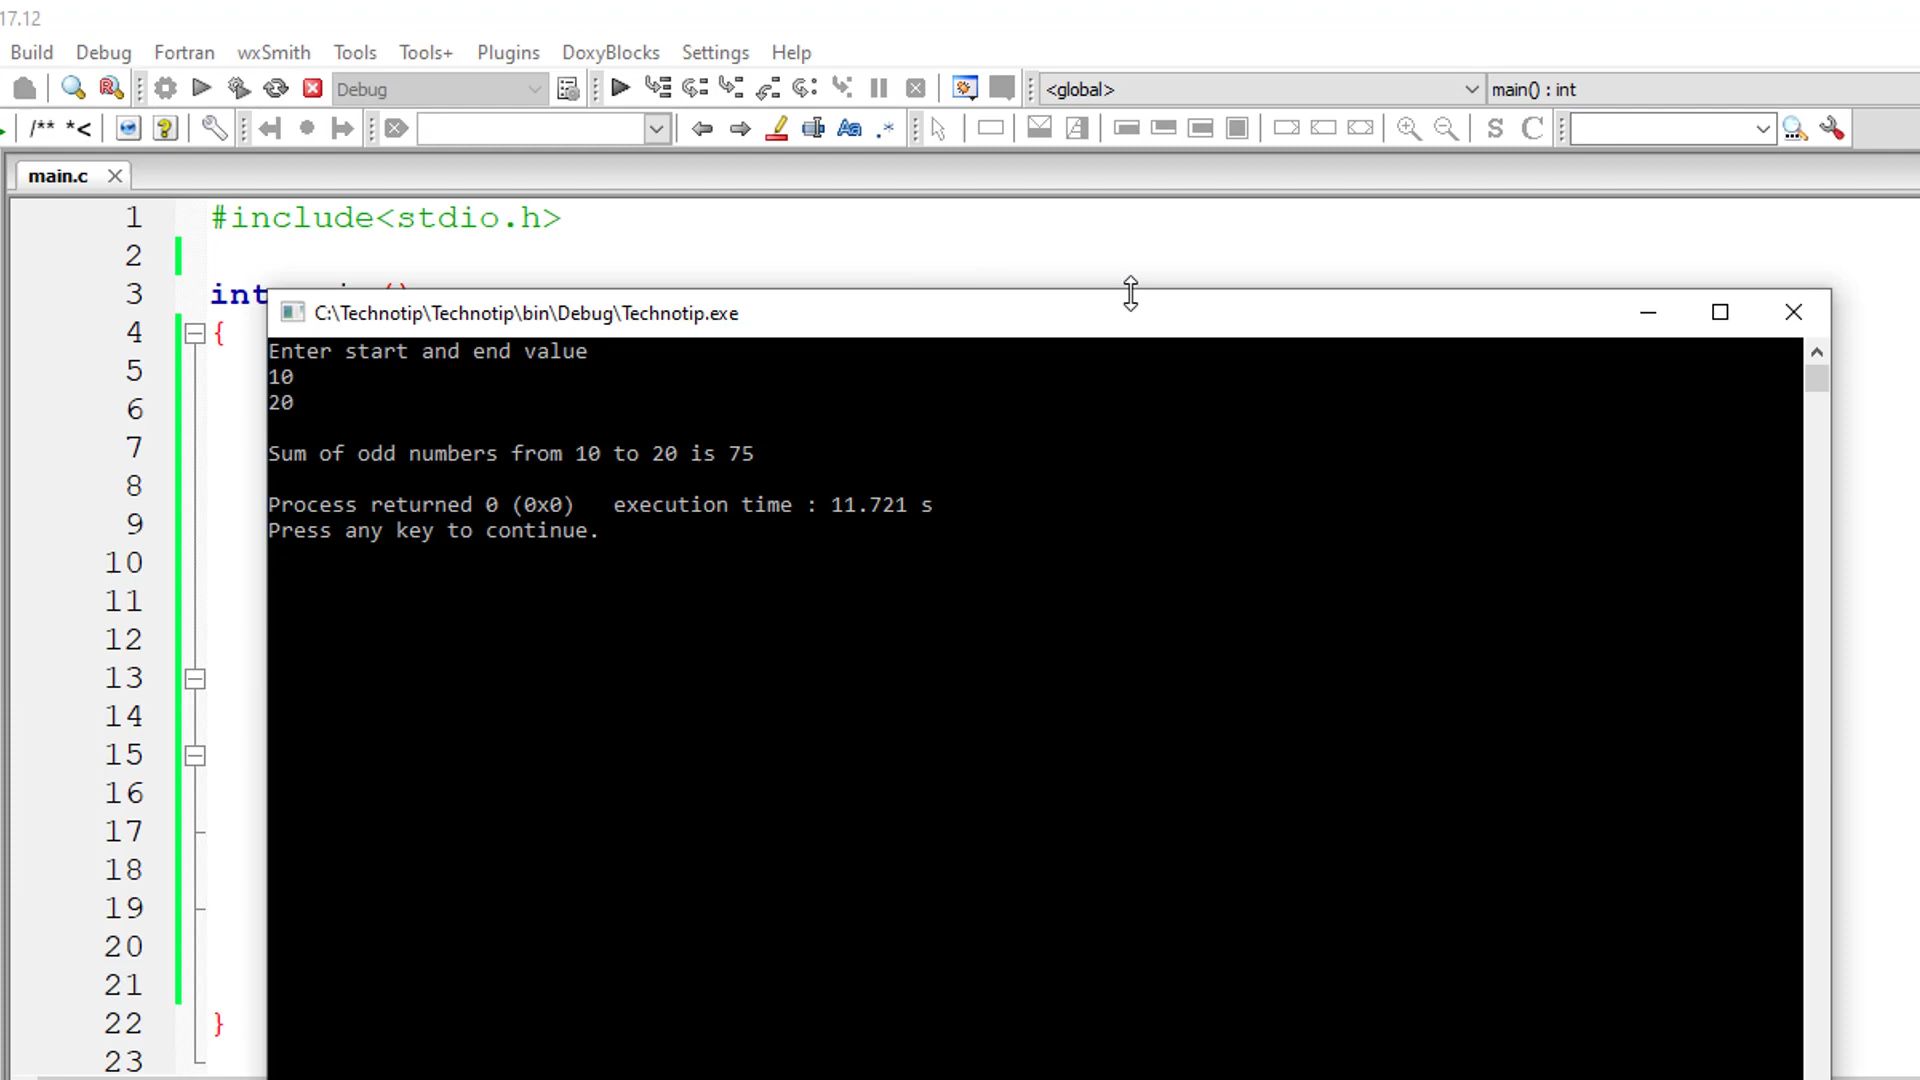 17.12
Build Debug Fortran wxSmith Tools Tools+ Plugins DoxyBlocks Settings Help
Debug <global> main() : int
/** *<
main.c
1 #include<stdio.h>
2
3 int
4 {
5
6
7
8
9
10
11
12
13
14
15
16
17
18
19
20
21
22 }
23
C:\Technotip\Technotip\bin\Debug\Technotip.exe
Enter start and end value
10
20
Sum of odd numbers from 10 to 20 is 75
Process returned 0 (0x0) execution time : 11.721 s
Press any key to continue.